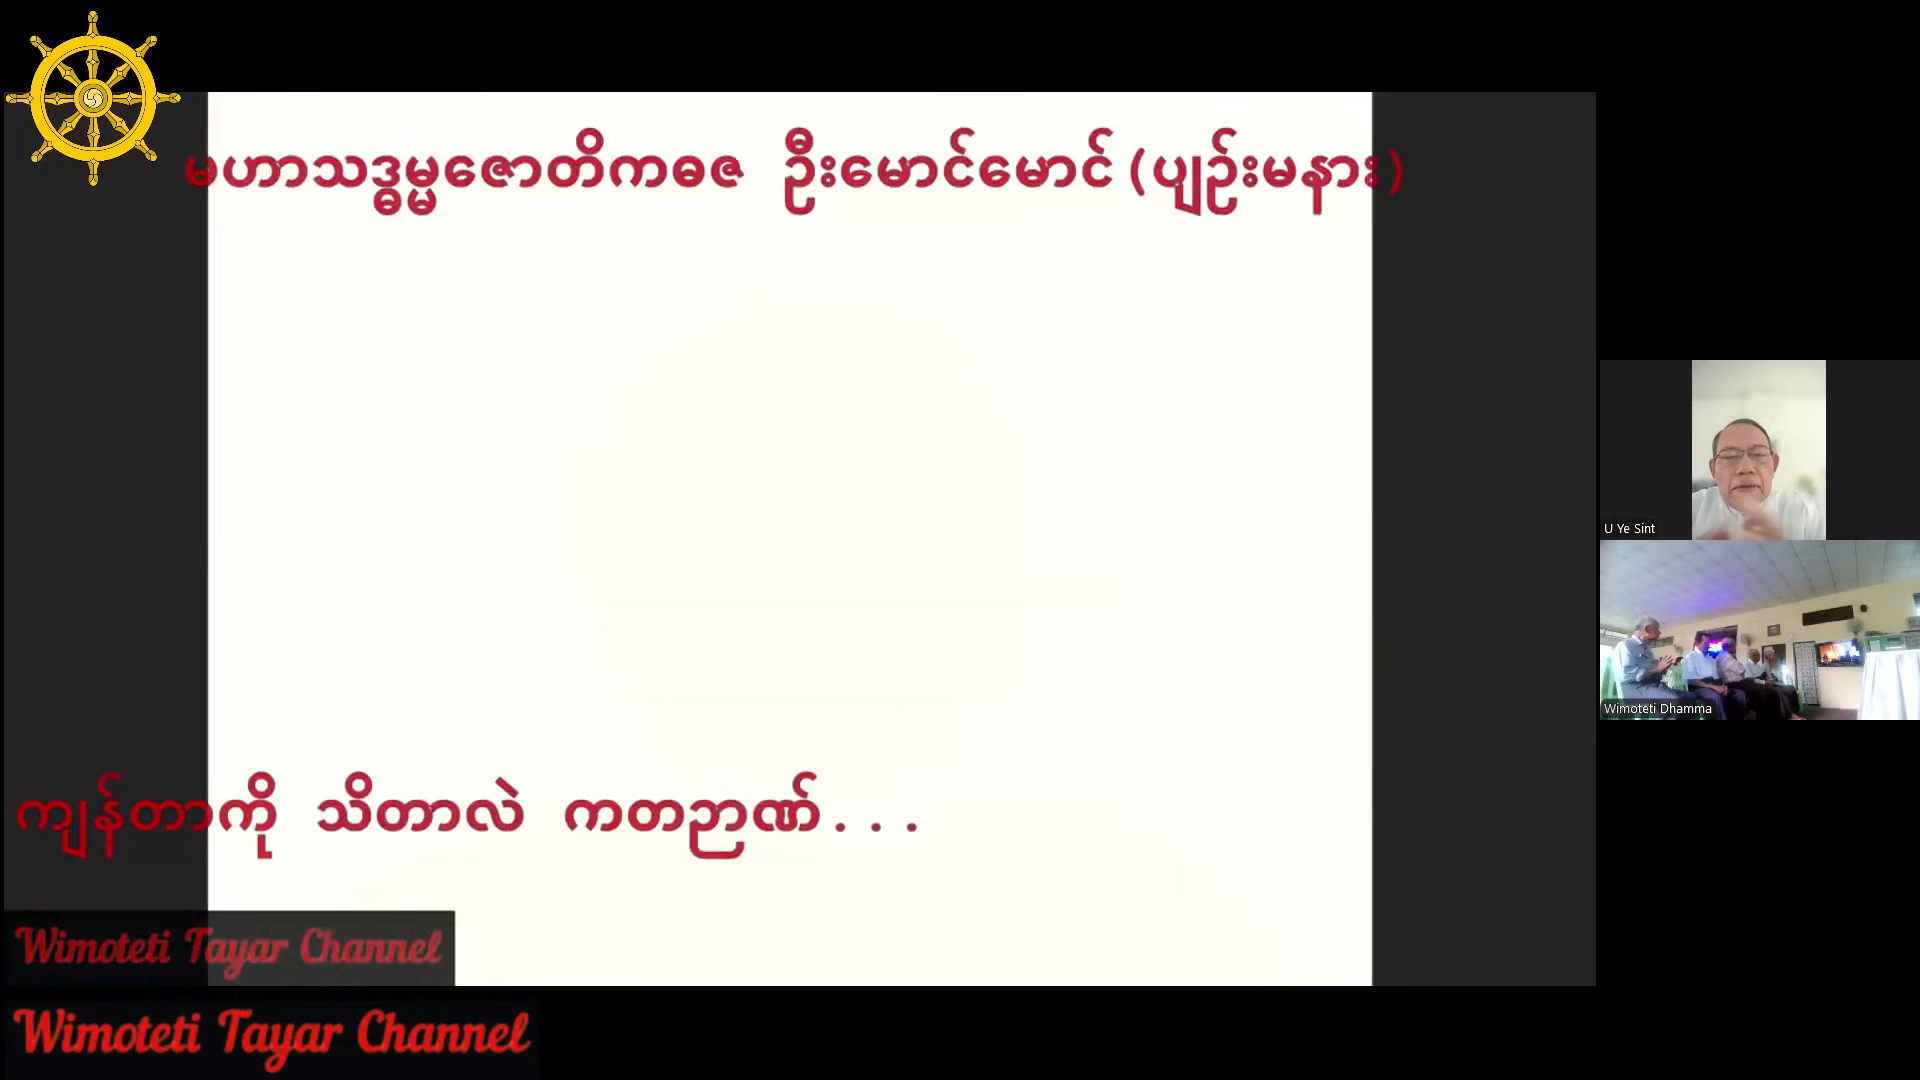 မဟာသဒ္ဓမ္မဇောတိကဓဇ ဦးမောင်မောင်(ပျဉ်းမနား)
U Ye Sint
Wimoteti Dhamma
ကျန်တာကို သိတာလဲ ကတဉာဏ်...
Wimoteti Tayar Channel
Wimoteti Tayar Channel